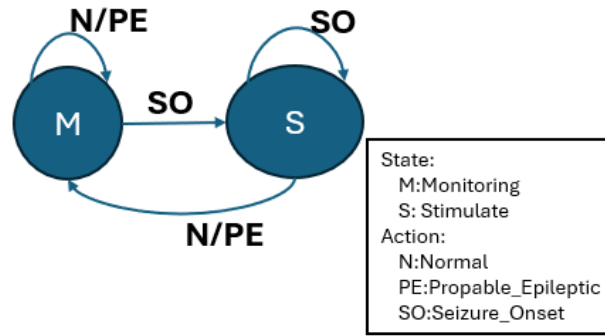 N/PE
SO
M
SO
S
N/PE
State:
M:Monitoring
S: Stimulate
Action:
N:Normal
PE:Propable_Epileptic
SO:Seizure_Onset